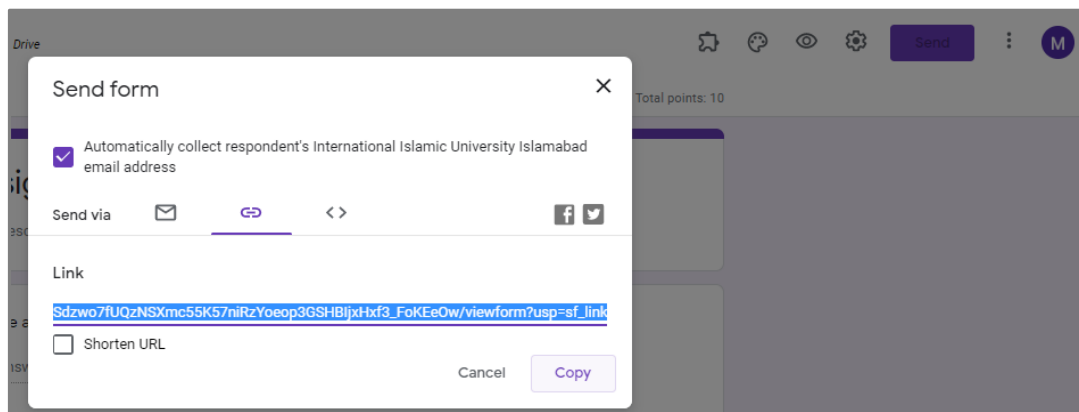 Drive
Send
M
Send form
Total points: 10
Automatically collect respondent's International Islamic University Islamabad
email address
Send via
Link
Sdzwo7fUQzNSXmc55K57niRzYoeop3GSHBIjxHxf3_FoKEeOw/viewform?usp=sf_link
Shorten URL
Cancel
Copy